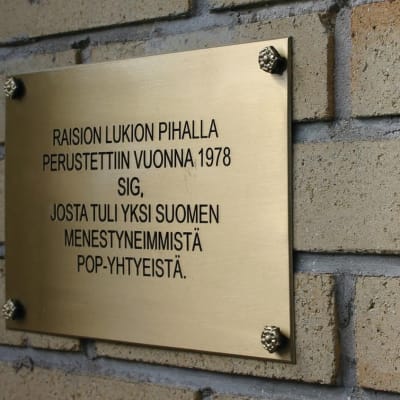 RAISION LUKION PIHALLA
PERUSTETTIIN VUONNA 1978
SIG,
JOSTA TULI YKSI SUOMEN
MENESTYNEIMMISTÄ
POP-YHTYEISTÄ.